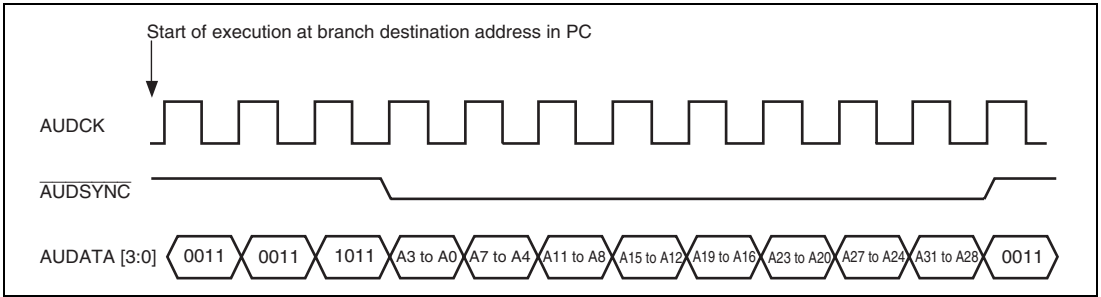 Start of execution at branch destination address in PC
AUDCK
AUDSYNC
AUDATA [3:0] 0011 0011 1011 A3 to A0 A7 to A4 A11 to A8 A15 to A12 A19 to A16 A23 to A20 A27 to A24 A31 to A28 0011